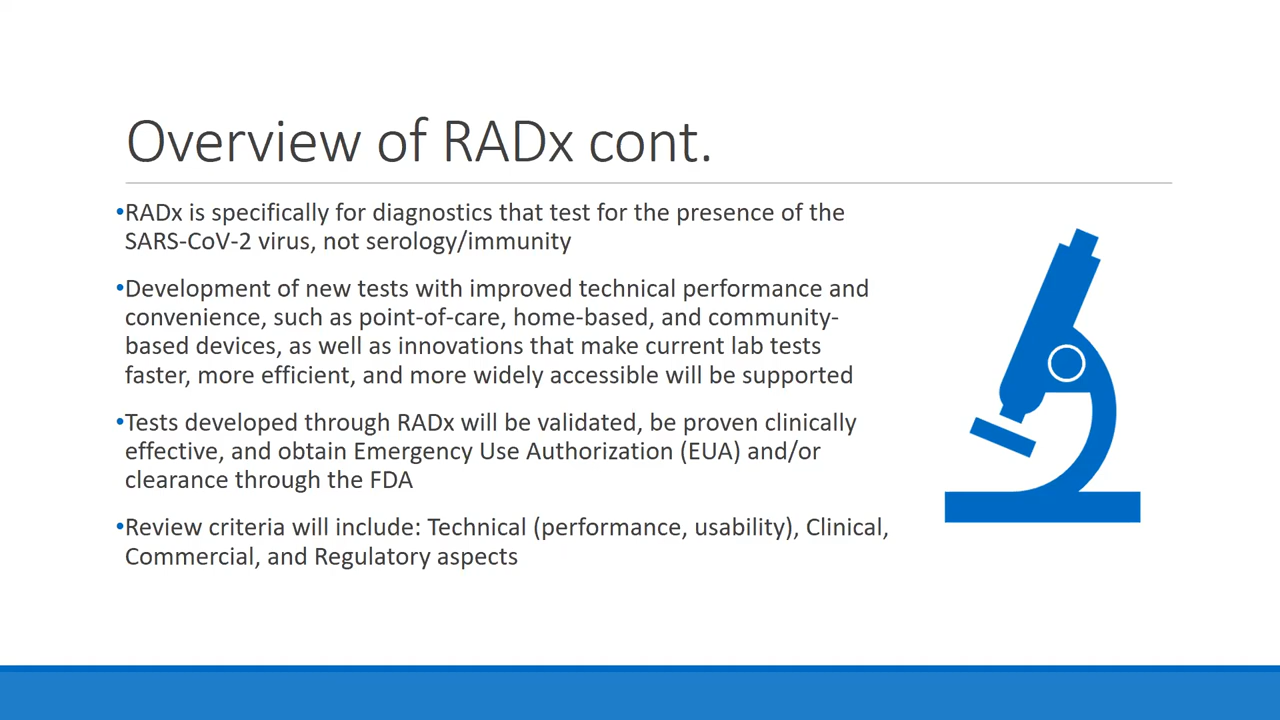 Overview of RADx cont.
•RADx is specifically for diagnostics that test for the presence of the
SARS-CoV-2 virus, not serology/immunity
•Development of new tests with improved technical performance and
convenience, such as point-of-care, home-based, and community-
based devices, as well as innovations that make current lab tests
faster, more efficient, and more widely accessible will be supported
•Tests developed through RADx will be validated, be proven clinically
effective, and obtain Emergency Use Authorization (EUA) and/or
clearance through the FDA
•Review criteria will include: Technical (performance, usability), Clinical,
Commercial, and Regulatory aspects